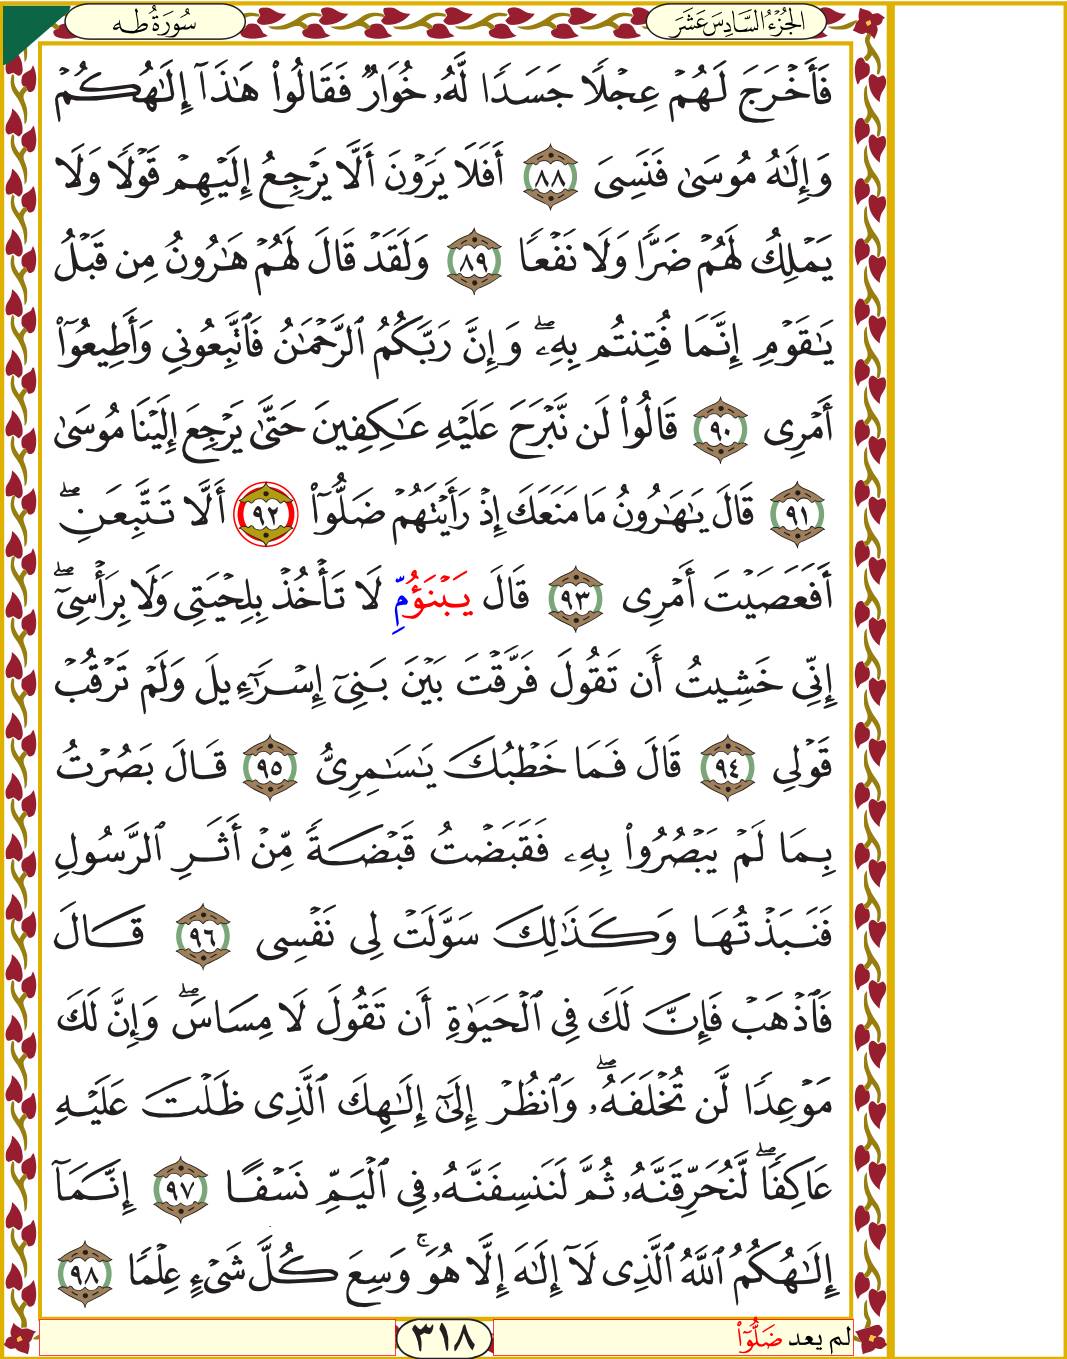 سُورَةُ طه
الجُزْءُ السَّادِسَ عَشَرَ
فَأَخْرَجَ لَهُمْ عِجْلًا جَسَدًا لَّهُۥ خُوَارٌ فَقَالُوا۟ هَٰذَآ إِلَٰهُكُمْ
وَإِلَٰهُ مُوسَىٰ فَنَسِىَ ٨٨ أَفَلَا يَرَوْنَ أَلَّا يَرْجِعُ إِلَيْهِمْ قَوْلًا وَلَا
يَمْلِكُ لَهُمْ ضَرًّا وَلَا نَفْعًا ٨٩ وَلَقَدْ قَالَ لَهُمْ هَٰرُونُ مِن قَبْلُ
يَٰقَوْمِ إِنَّمَا فُتِنتُم بِهِۦۖ وَإِنَّ رَبَّكُمُ ٱلرَّحْمَٰنُ فَٱتَّبِعُونِى وَأَطِيعُوٓا۟
أَمْرِى ٩٠ قَالُوا۟ لَن نَّبْرَحَ عَلَيْهِ عَٰكِفِينَ حَتَّىٰ يَرْجِعَ إِلَيْنَا مُوسَىٰ
٩١ قَالَ يَٰهَٰرُونُ مَا مَنَعَكَ إِذْ رَأَيْتَهُمْ ضَلُّوٓا۟ ٩٢ أَلَّا تَتَّبِعَنِۖ
أَفَعَصَيْتَ أَمْرِى ٩٣ قَالَ يَبْنَؤُمِّ لَا تَأْخُذْ بِلِحْيَتِى وَلَا بِرَأْسِىٓۖ
إِنِّى خَشِيتُ أَن تَقُولَ فَرَّقْتَ بَيْنَ بَنِىٓ إِسْرَٰٓءِيلَ وَلَمْ تَرْقُبْ
قَوْلِى ٩٤ قَالَ فَمَا خَطْبُكَ يَٰسَٰمِرِىُّ ٩٥ قَالَ بَصُرْتُ
بِمَا لَمْ يَبْصُرُوا۟ بِهِۦ فَقَبَضْتُ قَبْضَةً مِّنْ أَثَرِ ٱلرَّسُولِ
فَنَبَذْتُهَا وَكَذَٰلِكَ سَوَّلَتْ لِى نَفْسِى ٩٦ قَالَ
فَٱذْهَبْ فَإِنَّ لَكَ فِى ٱلْحَيَوٰةِ أَن تَقُولَ لَا مِسَاسَۖ وَإِنَّ لَكَ
مَوْعِدًا لَّن تُخْلَفَهُۥۖ وَٱنظُرْ إِلَىٰٓ إِلَٰهِكَ ٱلَّذِى ظَلْتَ عَلَيْهِ
عَاكِفًاۖ لَّنُحَرِّقَنَّهُۥ ثُمَّ لَنَنسِفَنَّهُۥ فِى ٱلْيَمِّ نَسْفًا ٩٧ إِنَّمَآ
إِلَٰهُكُمُ ٱللَّهُ ٱلَّذِى لَآ إِلَٰهَ إِلَّا هُوَۚ وَسِعَ كُلَّ شَىْءٍ عِلْمًا ٩٨
لم يعد ضَلُّوٓا۟
٣١٨